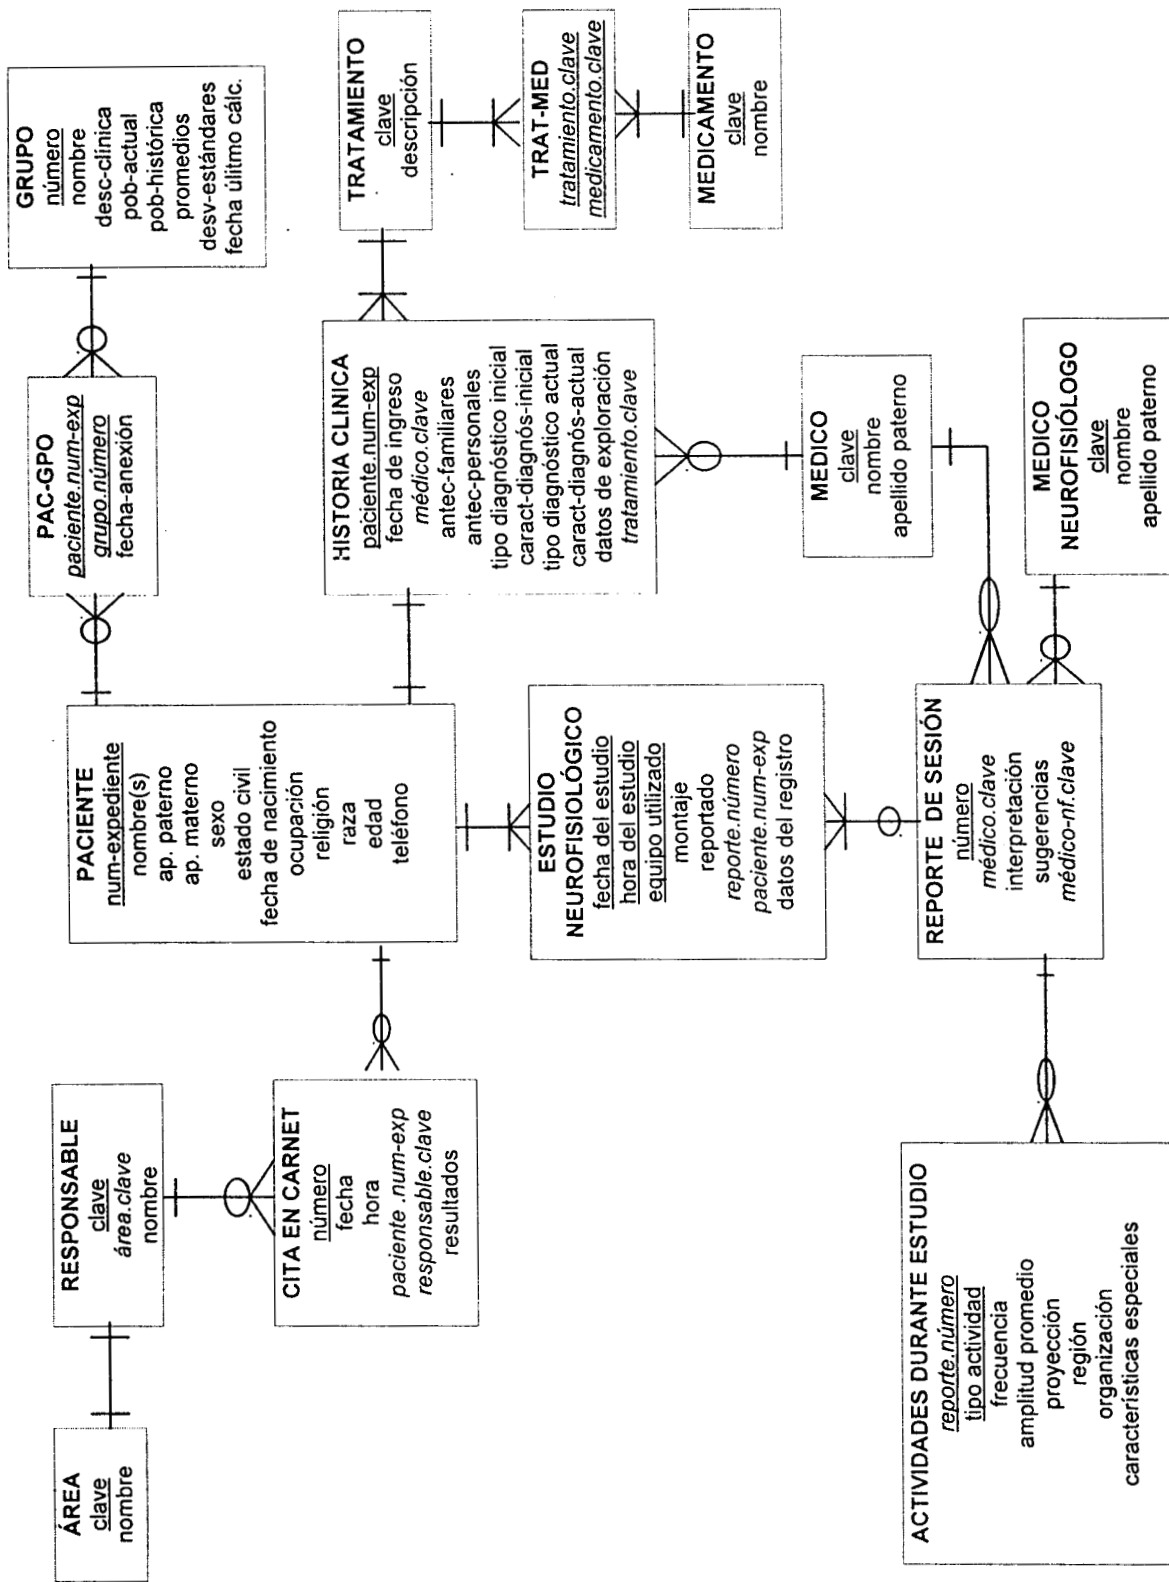 ÁREA
clave
nombre
RESPONSABLE
clave
área.clave
nombre
PACIENTE
num-expediente
nombre(s)
ap. paterno
ap. materno
sexo
estado civil
fecha de nacimiento
ocupación
religión
raza
edad
teléfono
PAC-GPO
paciente.num-exp
grupo.número
fecha-anexión
GRUPO
número
nombre
desc-clínica
pob-actual
pob-histórica
promedios
desv-estándares
fecha úlitmo cálc.
CITA EN CARNET
número
fecha
hora
paciente .num-exp
responsable.clave
resultados
HISTORIA CLINICA
paciente.num-exp
fecha de ingreso
médico.clave
antec-familiares
antec-personales
tipo diagnóstico inicial
caract-diagnós-inicial
tipo diagnóstico actual
caract-diagnós-actual
datos de exploración
tratamiento.clave
TRATAMIENTO
clave
descripción
ESTUDIO
NEUROFISIOLÓGICO
fecha del estudio
hora del estudio
equipo utilizado
montaje
reportado
reporte.número
paciente.num-exp
datos del registro
TRAT-MED
tratamiento.clave
medicamento.clave
MEDICAMENTO
clave
nombre
MEDICO
clave
nombre
apellido paterno
ACTIVIDADES DURANTE ESTUDIO
reporte.número
tipo actividad
frecuencia
amplitud promedio
proyección
región
organización
características especiales
REPORTE DE SESIÓN
número
médico.clave
interpretación
sugerencias
médico-nf.clave
MEDICO
NEUROFISIÓLOGO
clave
nombre
apellido paterno